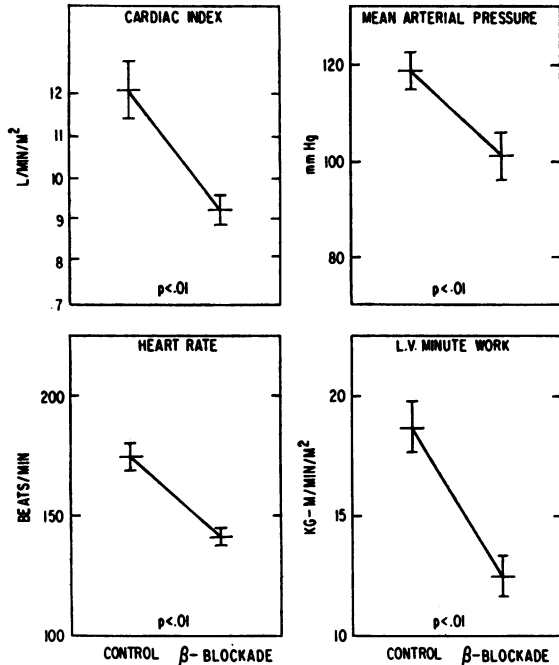 CARDIAC INDEX
L/MIN/M²
12
11
10
9
8
.7
p<.01
MEAN ARTERIAL PRESSURE
mm Hg
120
100
80
p<.01
HEART RATE
BEATS/MIN
200
150
100
p<.01
L.V. MINUTE WORK
KG-M/MIN/M²
20
15
10
p<.01
CONTROL β-BLOCKADE
CONTROL β-BLOCKADE